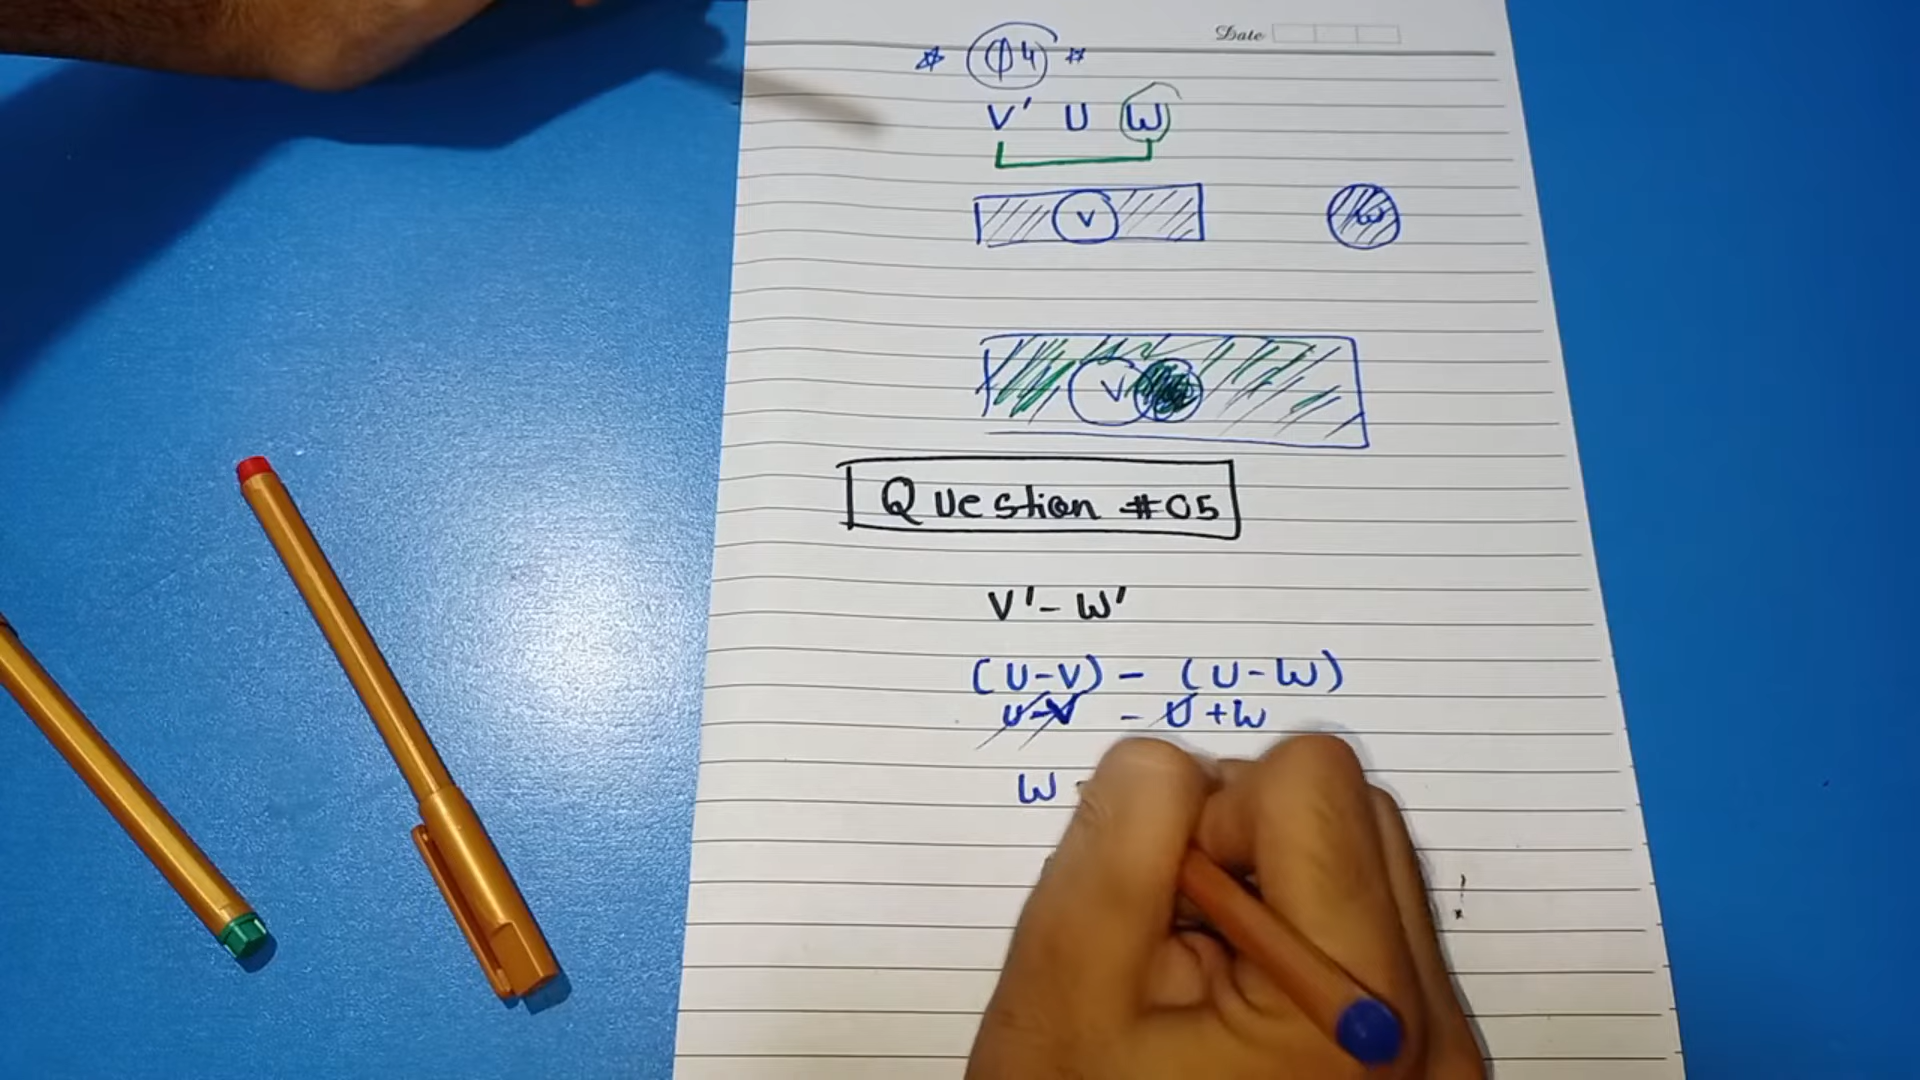 Date
* Q4 *
V' U W
V W
V
Question #05
V' - W'
(U-V) - (U-W)
U-V - U+W
W -
!